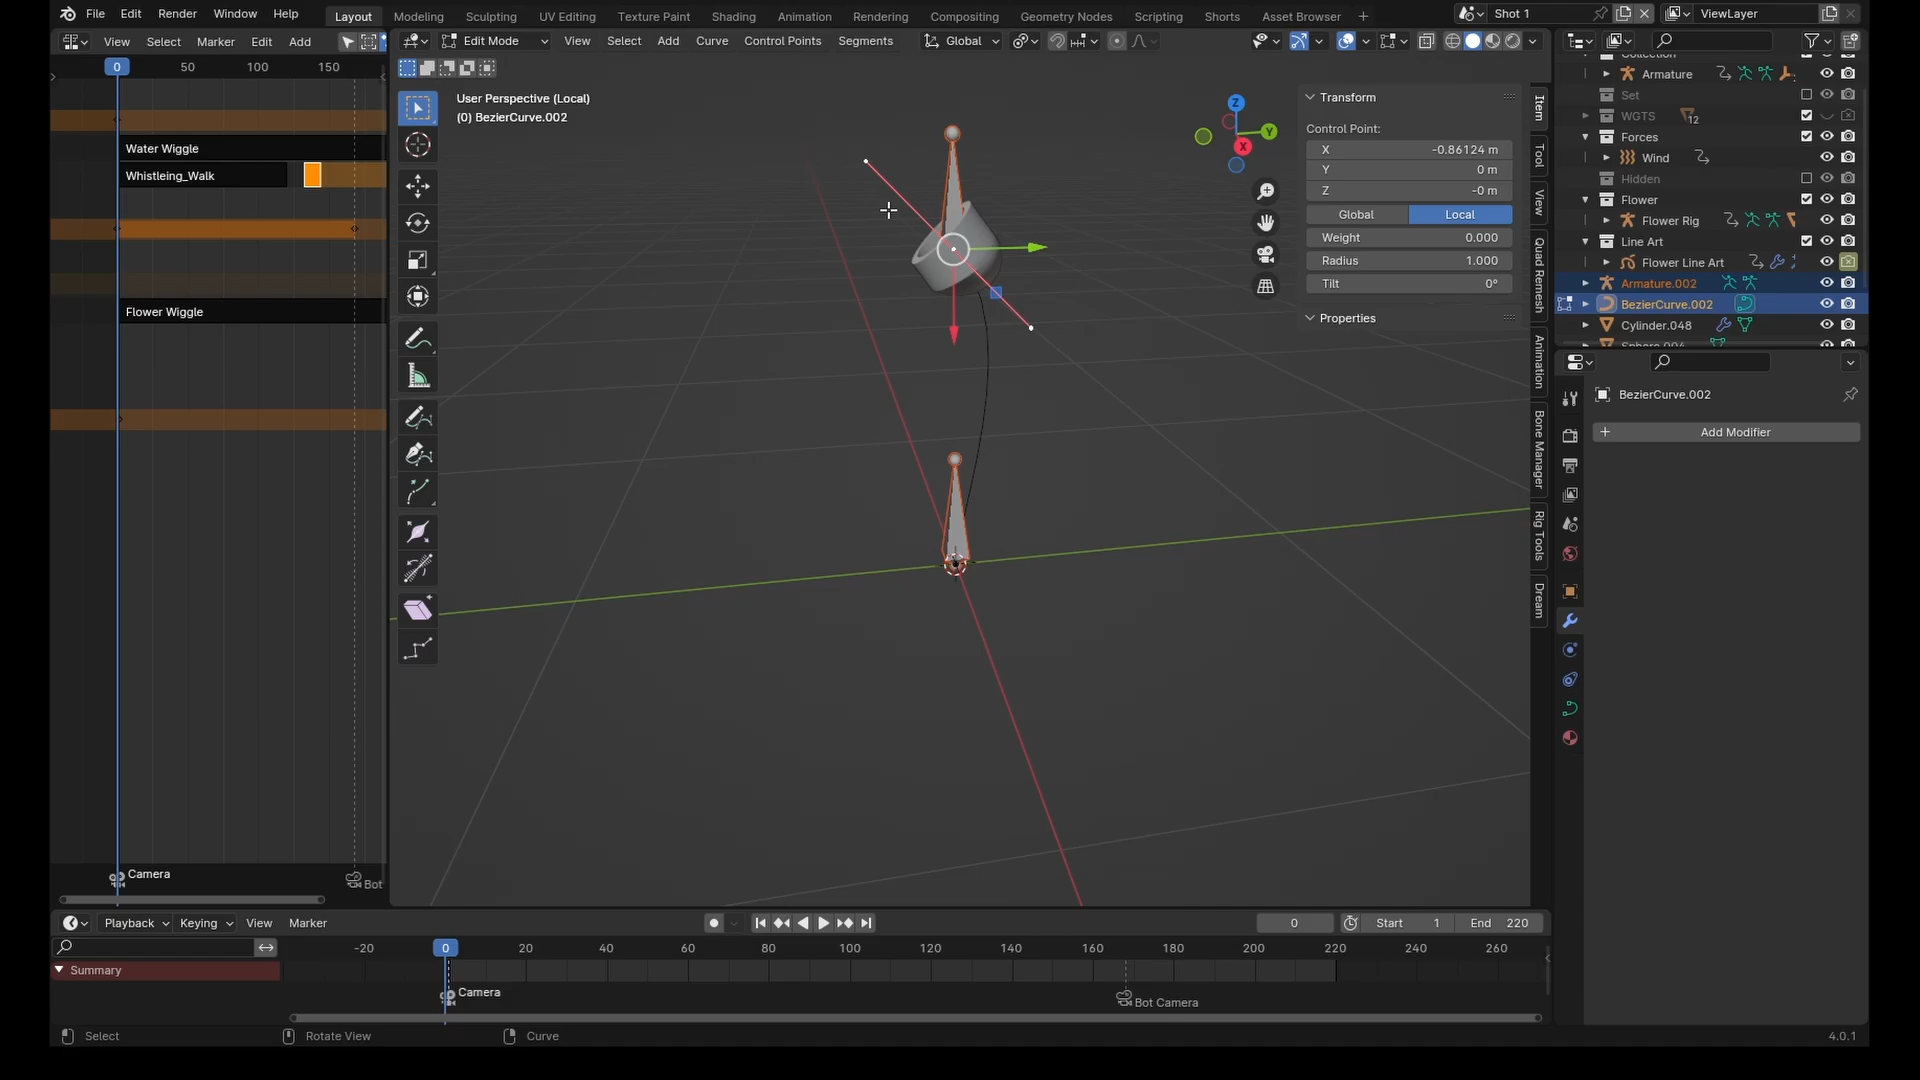 File Edit Render Window Help Layout Modeling Sculpting UV Editing Texture Paint Shading Animation Rendering Compositing Geometry Nodes Scripting Shorts Asset Browser + Shot 1 ViewLayer
View Select Marker Edit Add Edit Mode View Select Add Curve Control Points Segments Global
0 50 100 150
User Perspective (Local)
(0) BezierCurve.002
Water Wiggle
Whistleing_Walk
Flower Wiggle
Camera
Bot
Z
Y
X
Transform
Control Point:
X -0.86124 m
Y 0 m
Z -0 m
Global Local
Weight 0.000
Radius 1.000
Tilt 0°
Properties
Item
Tool
View
Quad Remesh
Animation
Bone Manager
Rig Tools
Dream
Collection
Armature
Set
WGTS 12
Forces
Wind
Hidden
Flower
Flower Rig
Line Art
Flower Line Art
Armature.002
BezierCurve.002
Cylinder.048
BezierCurve.002
+ Add Modifier
Playback Keying View Marker 0 Start 1 End 220
-20 0 20 40 60 80 100 120 140 160 180 200 220 240 260
Summary
Camera
Bot Camera
Select Rotate View Curve 4.0.1